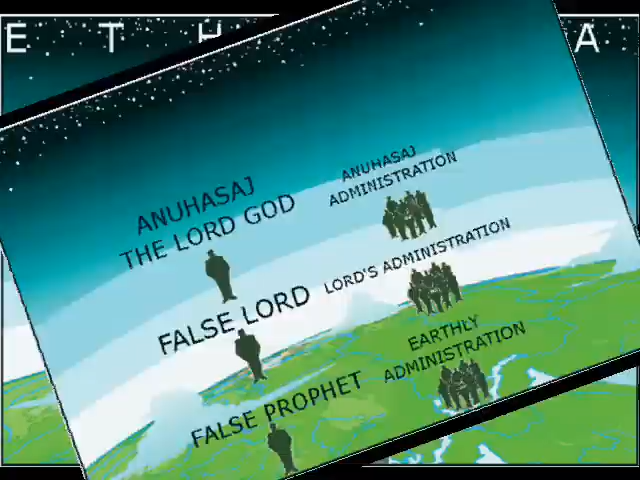 E T H A
ANUHASAJ
THE LORD GOD
ANUHASAJ
ADMINISTRATION
FALSE LORD
LORD'S ADMINISTRATION
FALSE PROPHET
EARTHLY
ADMINISTRATION